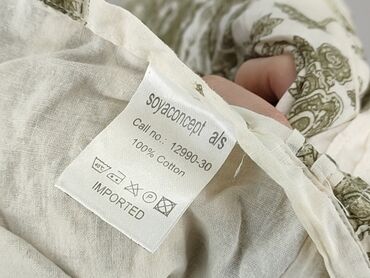 soyaconcept a/s
Call no.: 12990-30
100% Cotton
IMPORTED